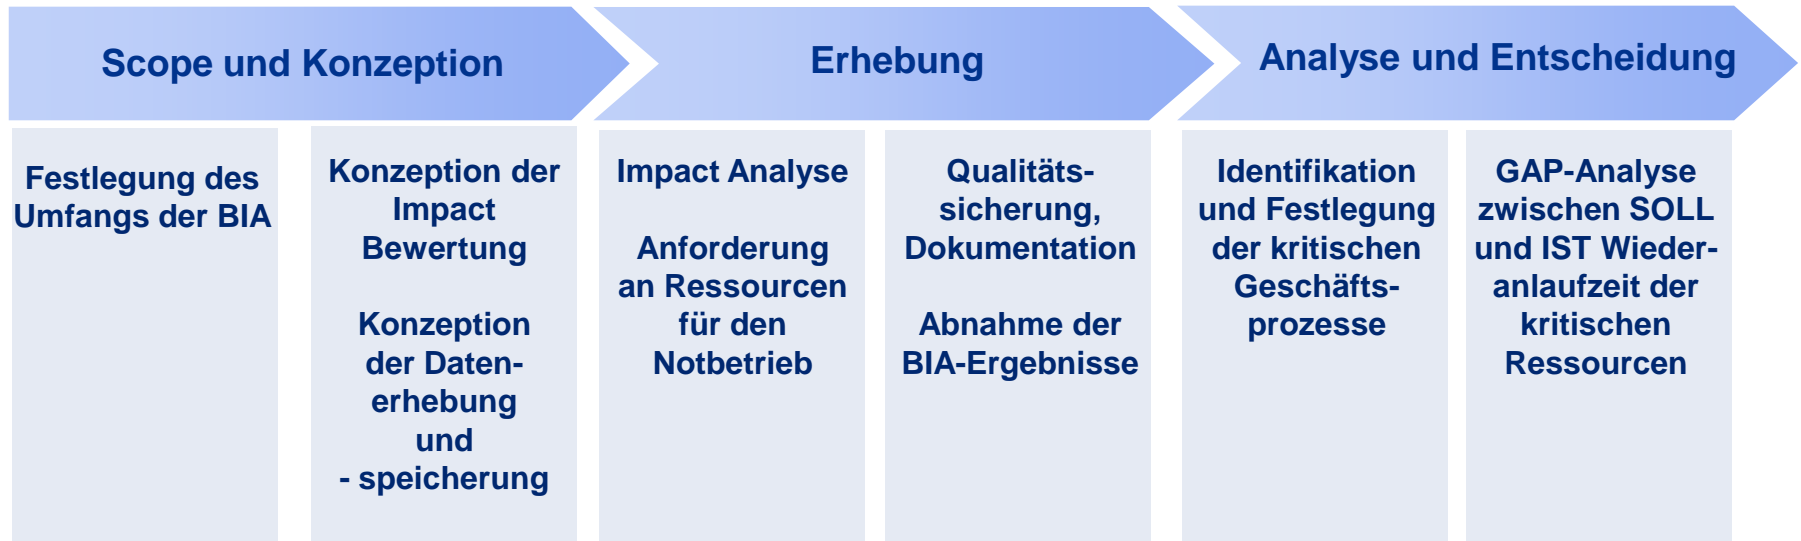 Scope und Konzeption
Erhebung
Analyse und Entscheidung
Festlegung des
Umfangs der BIA
Konzeption der
Impact
Bewertung
Konzeption
der Daten-
erhebung
und
- speicherung
Impact Analyse
Anforderung
an Ressourcen
für den
Notbetrieb
Qualitäts-
sicherung,
Dokumentation
Abnahme der
BIA-Ergebnisse
Identifikation
und Festlegung
der kritischen
Geschäfts-
prozesse
GAP-Analyse
zwischen SOLL
und IST Wieder-
anlaufzeit der
kritischen
Ressourcen